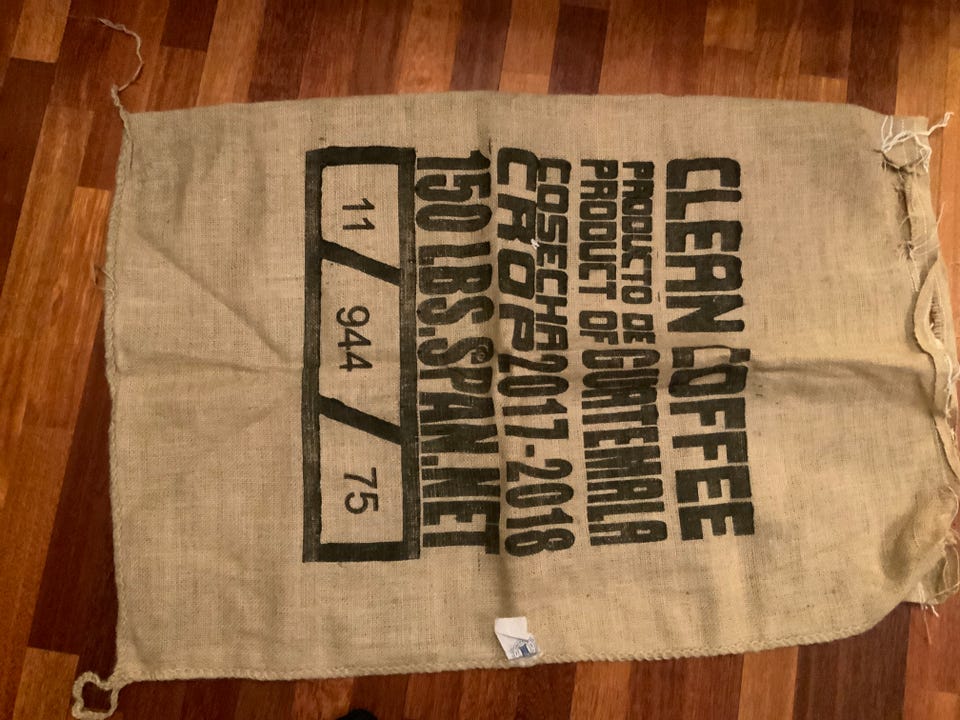 CLEAN COFFEE
PRODUCTO DE
PRODUCT OF GUATEMALA
COSECHA
CROP 2017-2018
150 LBS. SPAN. NET
11 / 944 / 75